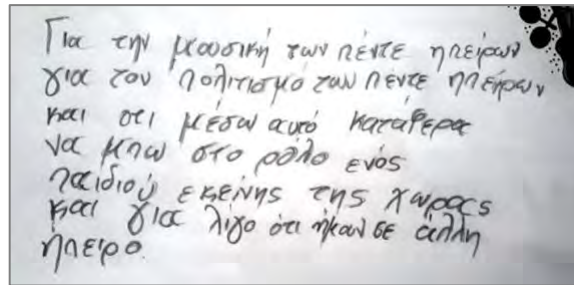 Για την μουσική των πέντε ηπείρων
για τον πολιτισμό των πέντε ηπείρων
και οτι μέσω αυτό κατάφερα
να μπω στο ρόλο ενός
παιδιού εκείνης της χώρας
και για λίγο ότι ήμουν σε άλλη
ήπειρο